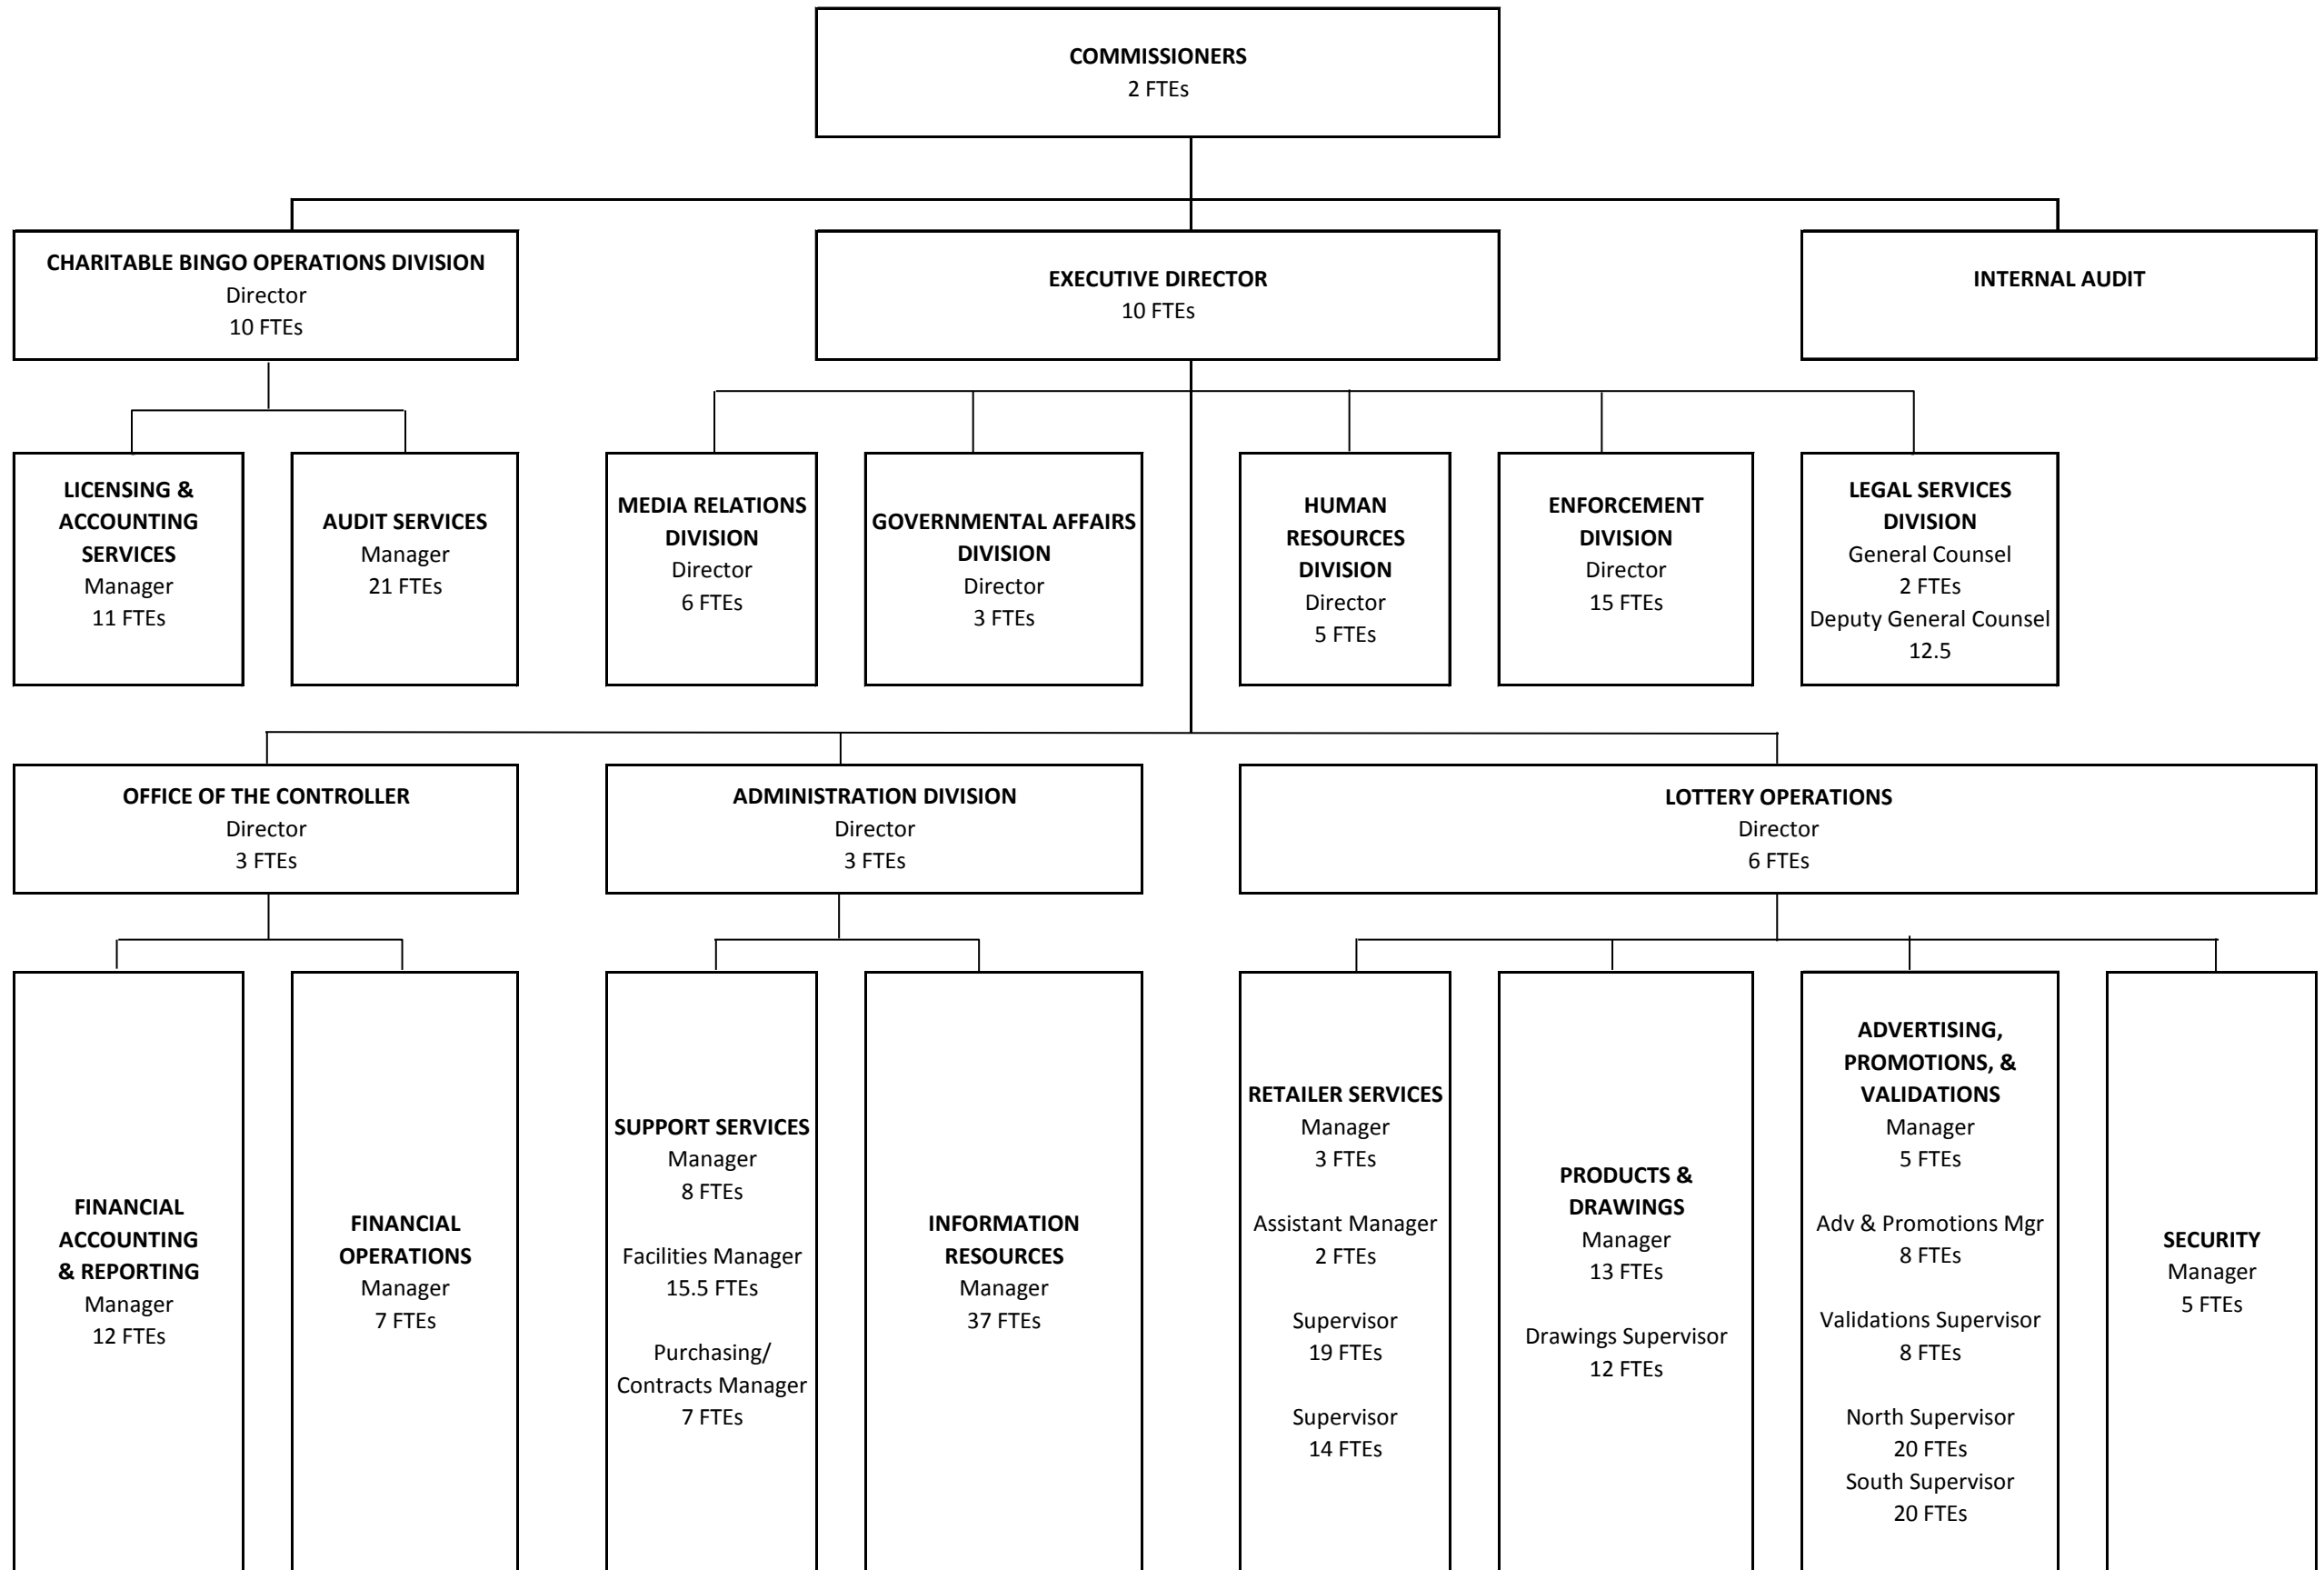 COMMISSIONERS
2 FTEs
CHARITABLE BINGO OPERATIONS DIVISION
Director
10 FTEs
EXECUTIVE DIRECTOR
10 FTEs
INTERNAL AUDIT
LICENSING &
ACCOUNTING
SERVICES
Manager
11 FTEs
AUDIT SERVICES
Manager
21 FTEs
MEDIA RELATIONS
DIVISION
Director
6 FTEs
GOVERNMENTAL AFFAIRS
DIVISION
Director
3 FTEs
HUMAN
RESOURCES
DIVISION
Director
5 FTEs
ENFORCEMENT
DIVISION
Director
15 FTEs
LEGAL SERVICES
DIVISION
General Counsel
2 FTEs
Deputy General Counsel
12.5
OFFICE OF THE CONTROLLER
Director
3 FTEs
ADMINISTRATION DIVISION
Director
3 FTEs
LOTTERY OPERATIONS
Director
6 FTEs
FINANCIAL
ACCOUNTING
& REPORTING
Manager
12 FTEs
FINANCIAL
OPERATIONS
Manager
7 FTEs
SUPPORT SERVICES
Manager
8 FTEs
Facilities Manager
15.5 FTEs
Purchasing/
Contracts Manager
7 FTEs
INFORMATION
RESOURCES
Manager
37 FTEs
RETAILER SERVICES
Manager
3 FTEs
Assistant Manager
2 FTEs
Supervisor
19 FTEs
Supervisor
14 FTEs
PRODUCTS &
DRAWINGS
Manager
13 FTEs
Drawings Supervisor
12 FTEs
ADVERTISING,
PROMOTIONS, &
VALIDATIONS
Manager
5 FTEs
Adv & Promotions Mgr
8 FTEs
Validations Supervisor
8 FTEs
North Supervisor
20 FTEs
South Supervisor
20 FTEs
SECURITY
Manager
5 FTEs